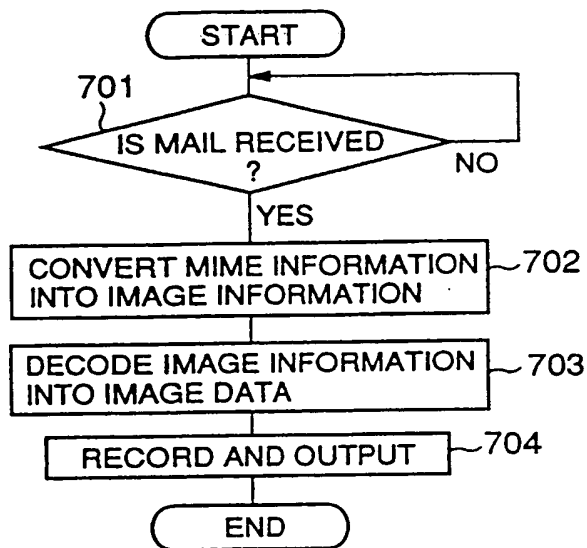 START
701
IS MAIL RECEIVED
?
NO
YES
CONVERT MIME INFORMATION
INTO IMAGE INFORMATION
702
DECODE IMAGE INFORMATION
INTO IMAGE DATA
703
RECORD AND OUTPUT
704
END